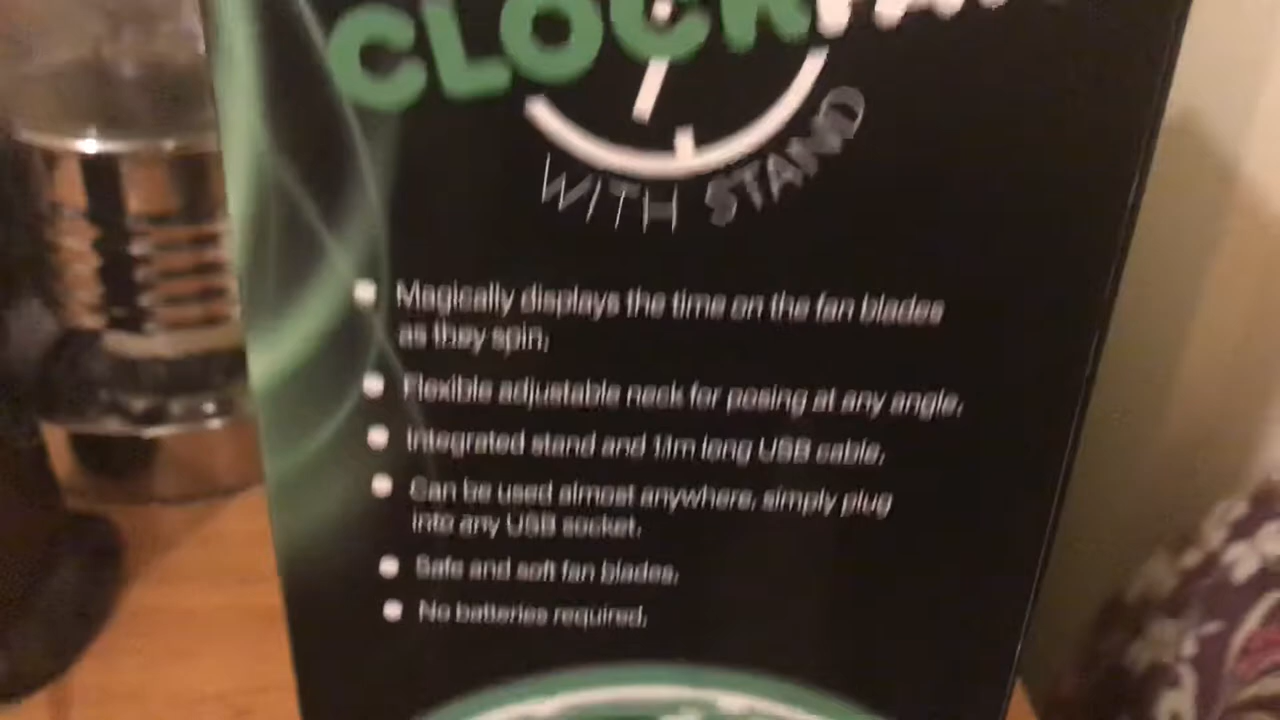 CLOCKFAN
WITH STAND
Magically displays the time on the fan blades
as they spin.
Flexible adjustable neck for posing at any angle.
Integrated stand and 1.1m long USB cable.
Can be used almost anywhere, simply plug
into any USB socket.
Safe and soft fan blades.
No batteries required.